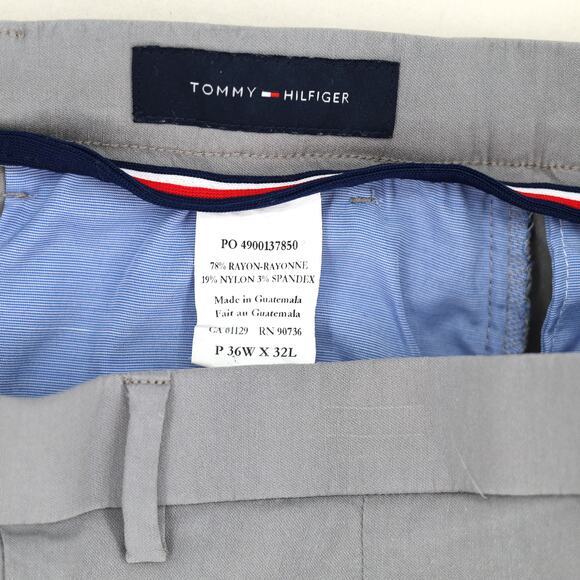 TOMMY HILFIGER
PO 4900137850
78% RAYON-RAYONNE
19% NYLON 3% SPANDEX
Made in Guatemala
Fait au Guatemala
CA 01129 RN 90736
P 36W X 32L